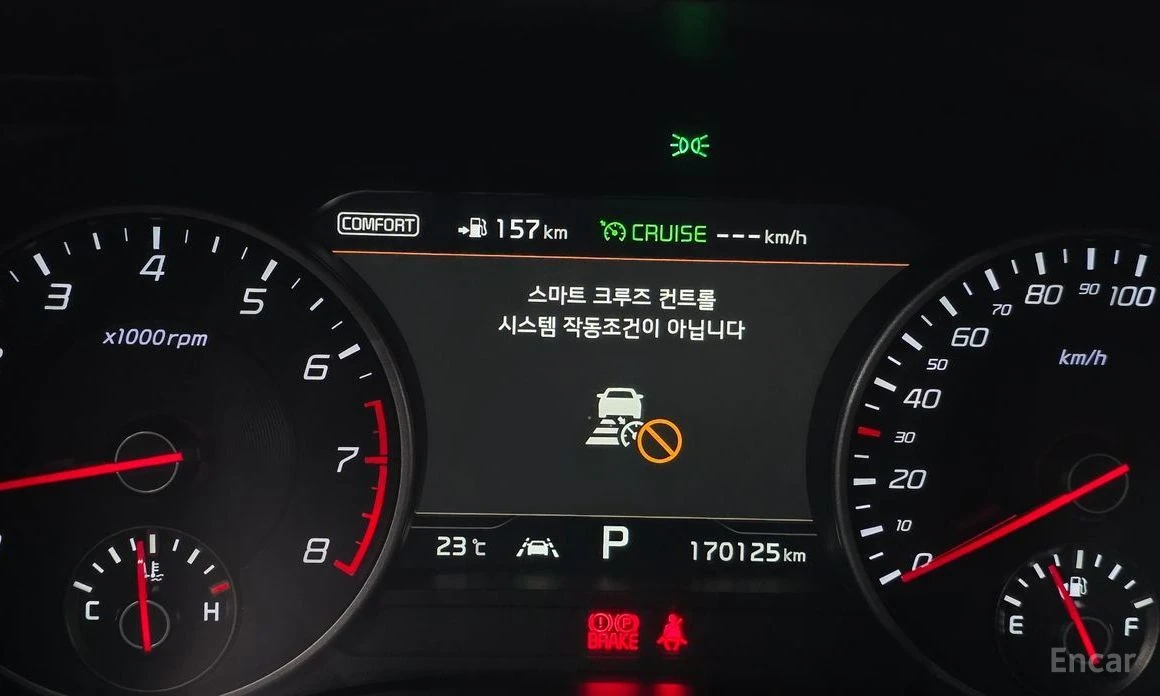 COMFORT 157 km CRUISE ---km/h
스마트 크루즈 컨트롤
시스템 작동조건이 아닙니다
3 4 5 6 7 8
x1000rpm
C H
23℃ P 170125 km
BRAKE
0 10 20 30 40 50 60 70 80 90 100
km/h
E F
Encar